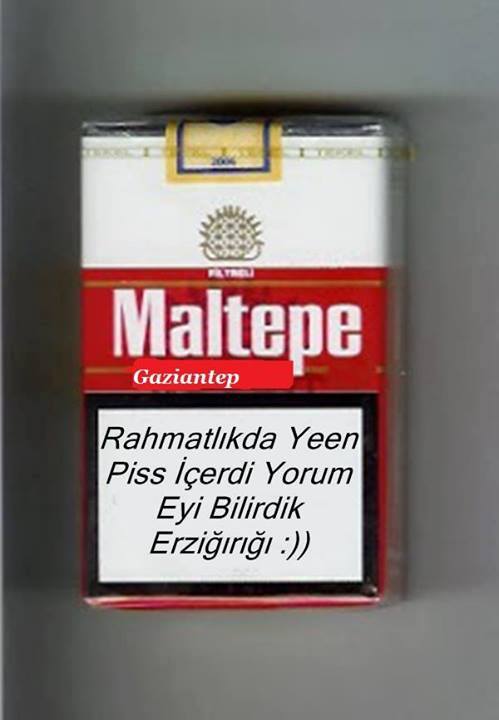 2006
FİLTRELİ
Maltepe
Gaziantep
Rahmatlıkda Yeen
Piss İçerdi Yorum
Eyi Bilirdik
Erziğırığı :))